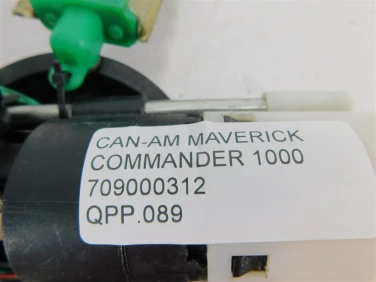 CAN-AM MAVERICK
COMMANDER 1000
709000312
QPP.089